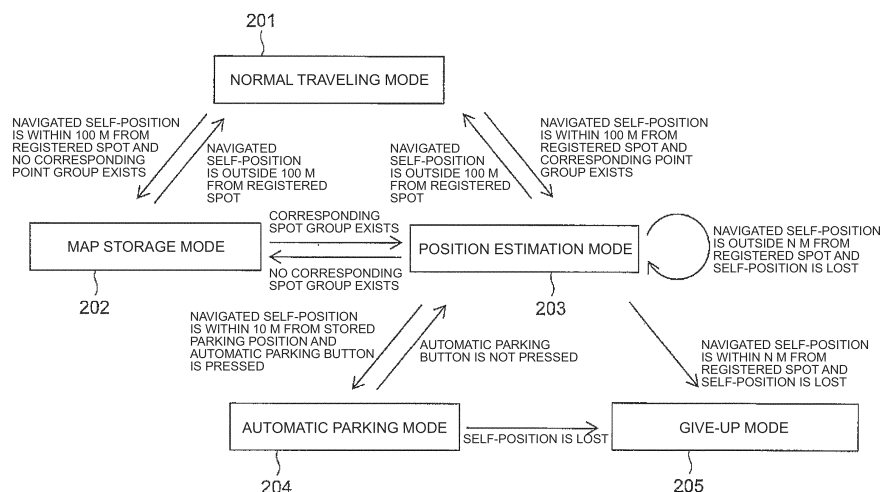 201
NORMAL TRAVELING MODE
NAVIGATED SELF-POSITION
IS WITHIN 100 M FROM
REGISTERED SPOT AND
NO CORRESPONDING
POINT GROUP EXISTS
NAVIGATED
SELF-POSITION
IS OUTSIDE 100 M
FROM REGISTERED
SPOT
NAVIGATED
SELF-POSITION
IS OUTSIDE 100 M
FROM REGISTERED
SPOT
NAVIGATED SELF-POSITION
IS WITHIN 100 M FROM
REGISTERED SPOT AND
CORRESPONDING POINT
GROUP EXISTS
MAP STORAGE MODE
202
CORRESPONDING
SPOT GROUP EXISTS
NO CORRESPONDING
SPOT GROUP EXISTS
POSITION ESTIMATION MODE
203
NAVIGATED SELF-POSITION
IS OUTSIDE N M FROM
REGISTERED SPOT AND
SELF-POSITION IS LOST
NAVIGATED SELF-POSITION
IS WITHIN 10 M FROM STORED
PARKING POSITION AND
AUTOMATIC PARKING BUTTON
IS PRESSED
AUTOMATIC PARKING
BUTTON IS NOT PRESSED
NAVIGATED SELF-POSITION
IS WITHIN N M FROM
REGISTERED SPOT AND
SELF-POSITION IS LOST
AUTOMATIC PARKING MODE
204
SELF-POSITION IS LOST
GIVE-UP MODE
205